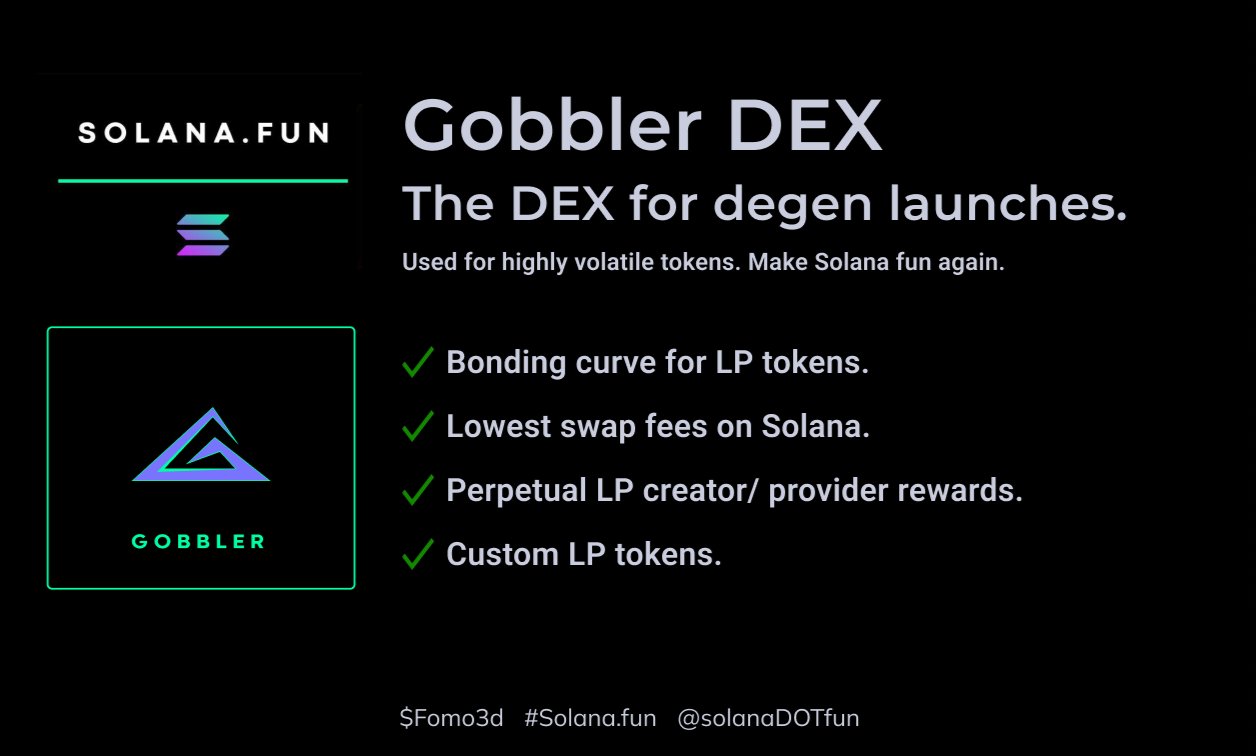 SOLANA.FUN
GOBBLER
Gobbler DEX
The DEX for degen launches.
Used for highly volatile tokens. Make Solana fun again.
Bonding curve for LP tokens.
Lowest swap fees on Solana.
Perpetual LP creator/ provider rewards.
Custom LP tokens.
$Fomo3d #Solana.fun @solanaDOTfun